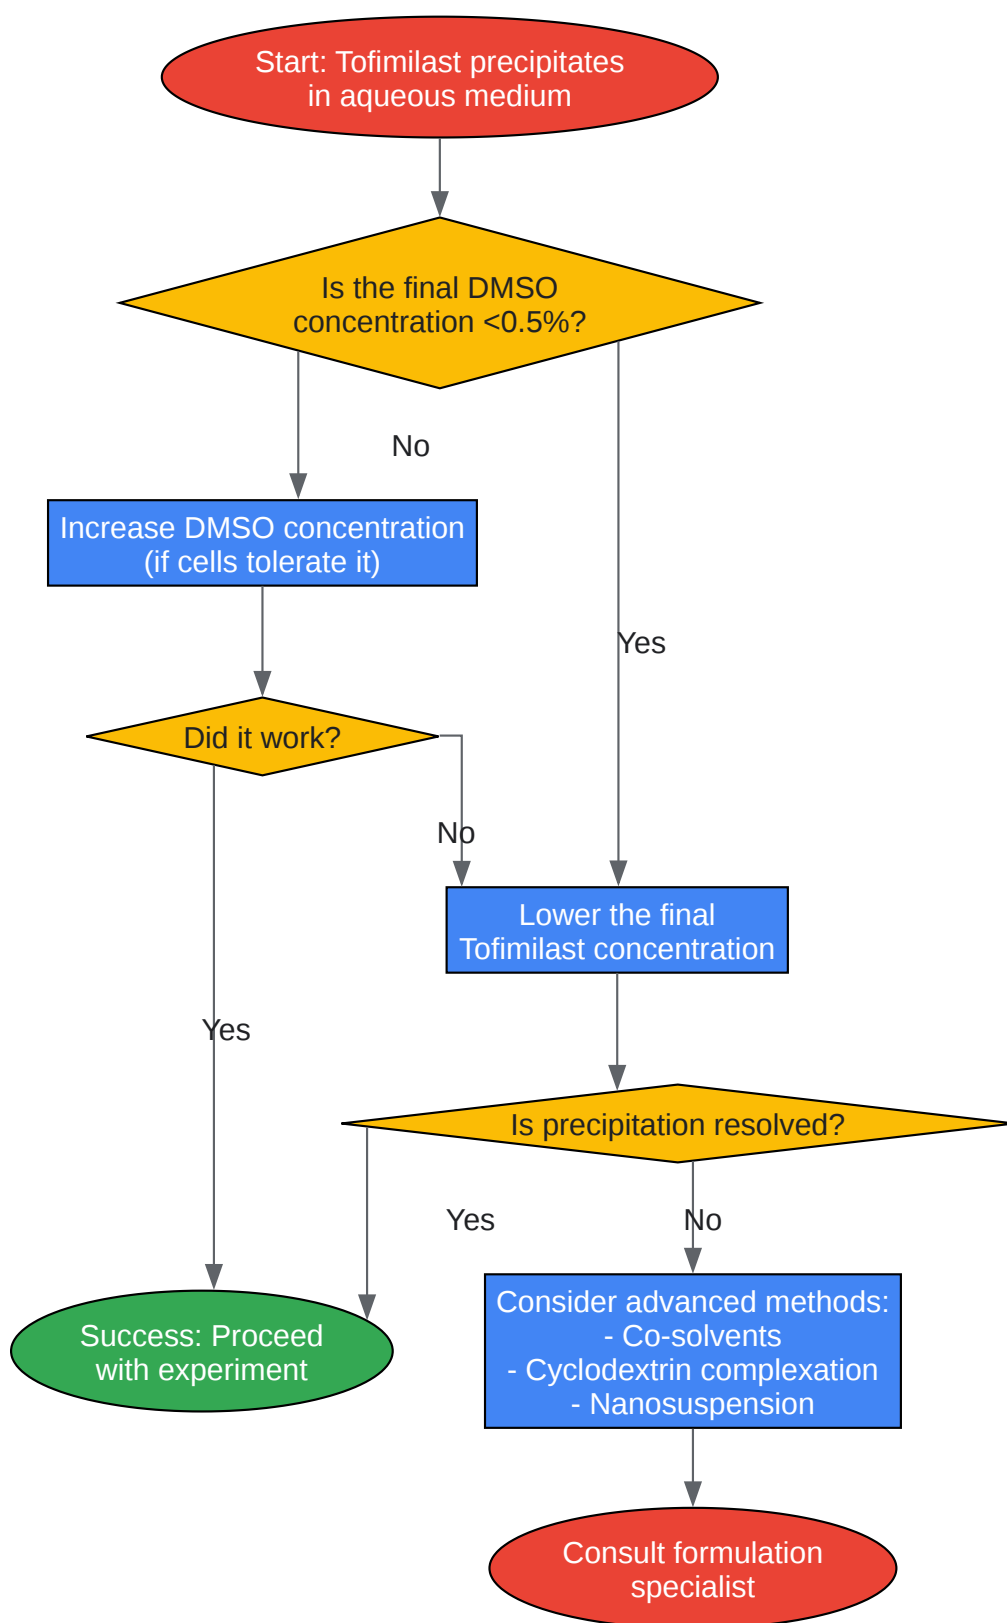 Start: Tofimilast precipitates
in aqueous medium
Is the final DMSO
concentration <0.5%?
No
Increase DMSO concentration
(if cells tolerate it)
Yes
Did it work?
No
Lower the final
Tofimilast concentration
Yes
Is precipitation resolved?
Yes
No
Consider advanced methods:
- Co-solvents
- Cyclodextrin complexation
- Nanosuspension
Success: Proceed
with experiment
Consult formulation
specialist